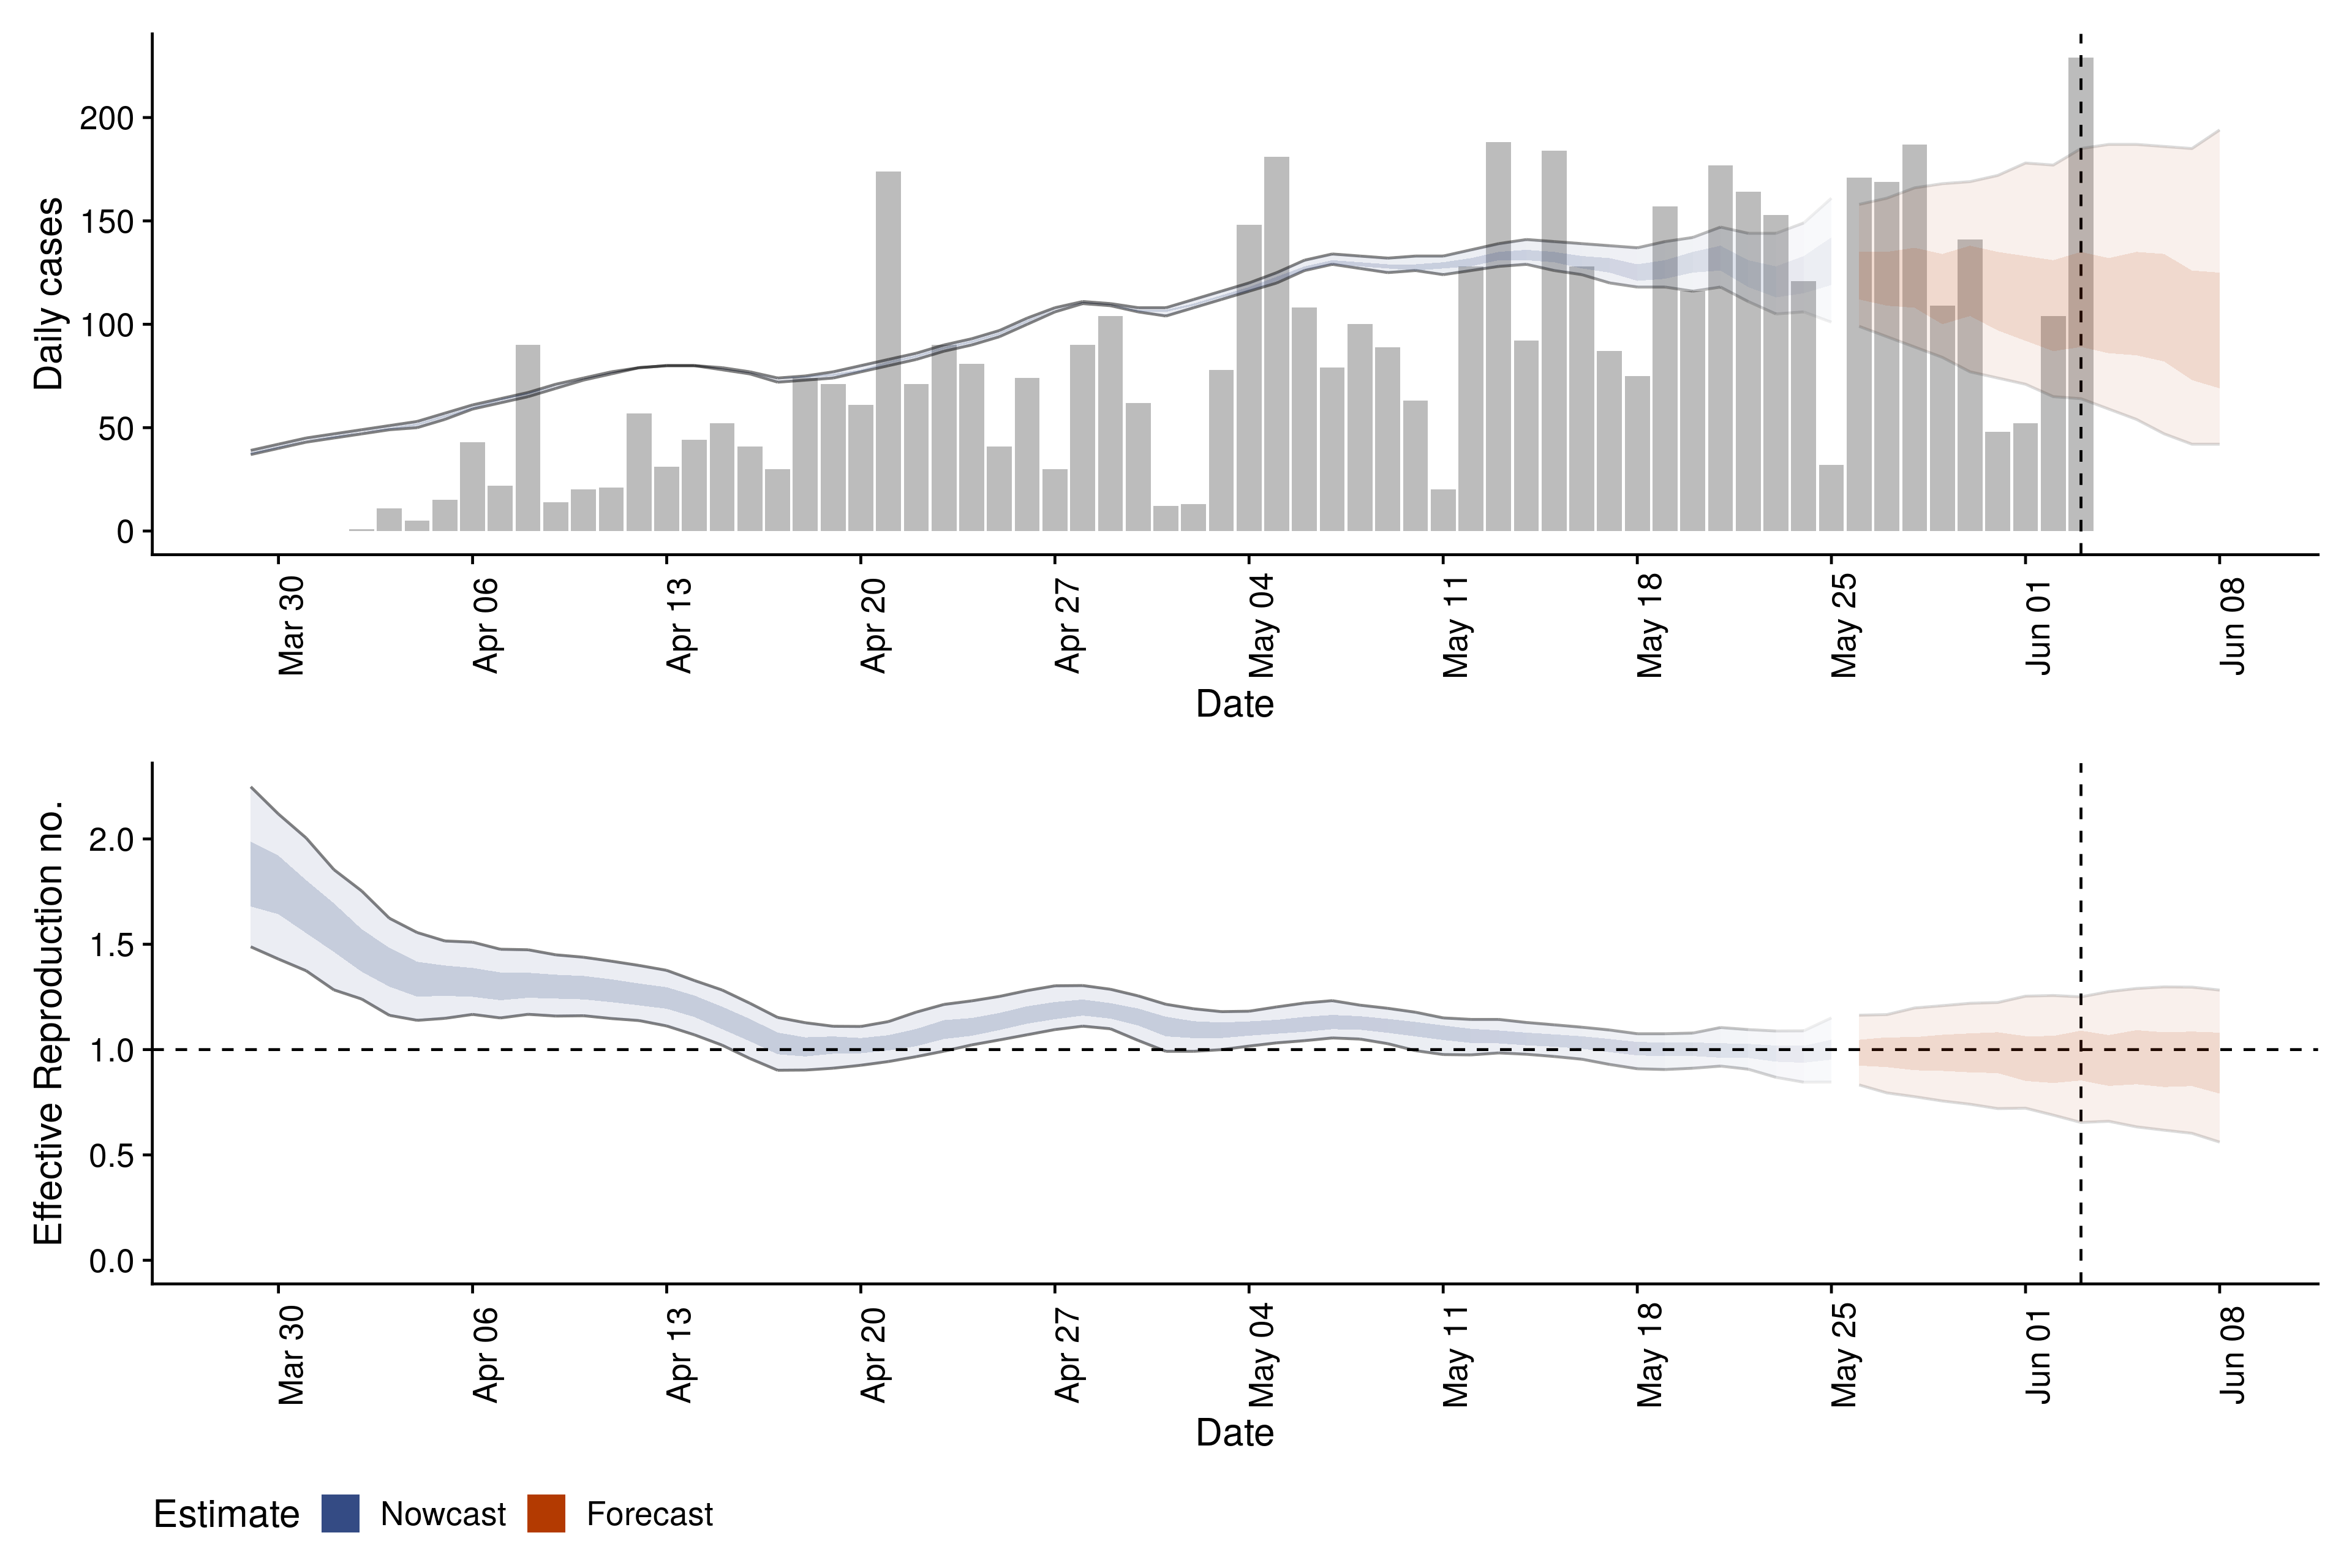 Daily cases
200
150
100
50
0
Mar 30
Apr 06
Apr 13
Apr 20
Apr 27
May 04
May 11
May 18
May 25
Jun 01
Jun 08
Date
Effective Reproduction no.
2.0
1.5
1.0
0.5
0.0
Mar 30
Apr 06
Apr 13
Apr 20
Apr 27
May 04
May 11
May 18
May 25
Jun 01
Jun 08
Date
Estimate Nowcast Forecast